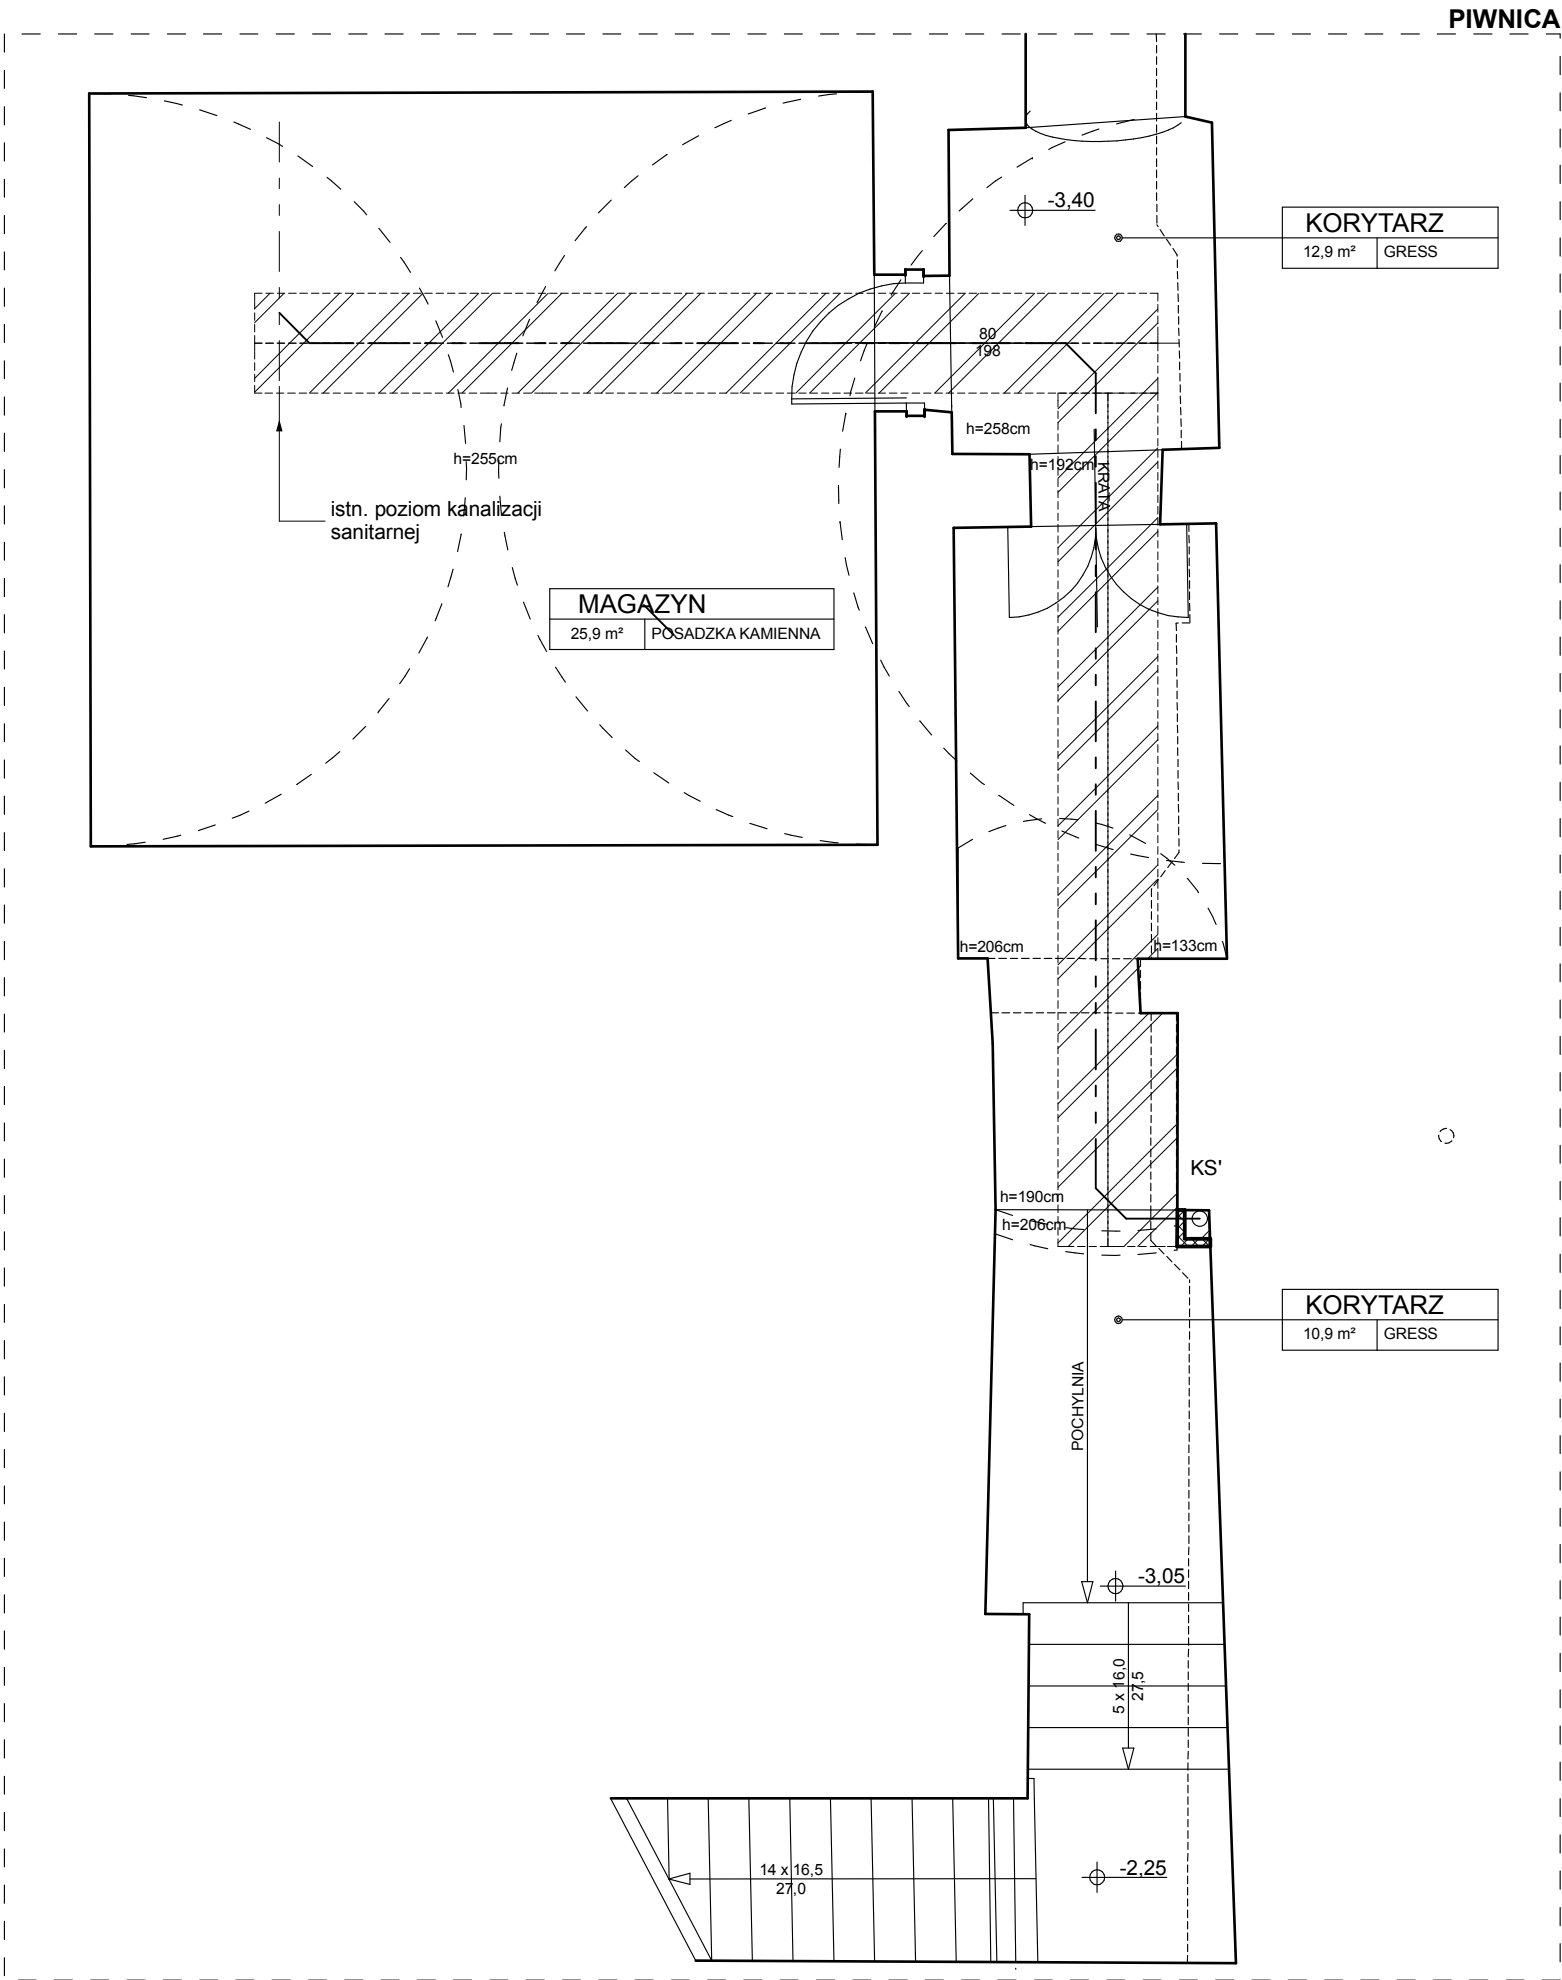 PIWNICA
-3,40
KORYTARZ
12,9 m² GRESS
80
198
h=258cm
h=255cm
h=192cm
KRATA
istn. poziom kanalizacji
sanitarnej
MAGAZYN
25,9 m² POSADZKA KAMIENNA
h=206cm
h=133cm
KS'
h=190cm
h=206cm
KORYTARZ
10,9 m² GRESS
POCHYLNIA
-3,05
5 x 16,0
27,5
14 x 16,5
27,0
-2,25